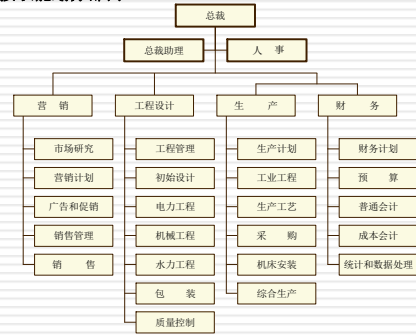 总裁
总裁助理
人 事
营 销
工程设计
生 产
财 务
市场研究
营销计划
广告和促销
销售管理
销 售
工程管理
初始设计
电力工程
机械工程
水力工程
包 装
质量控制
生产计划
工业工程
生产工艺
采 购
机床安装
综合生产
财务计划
预 算
普通会计
成本会计
统计和数据处理